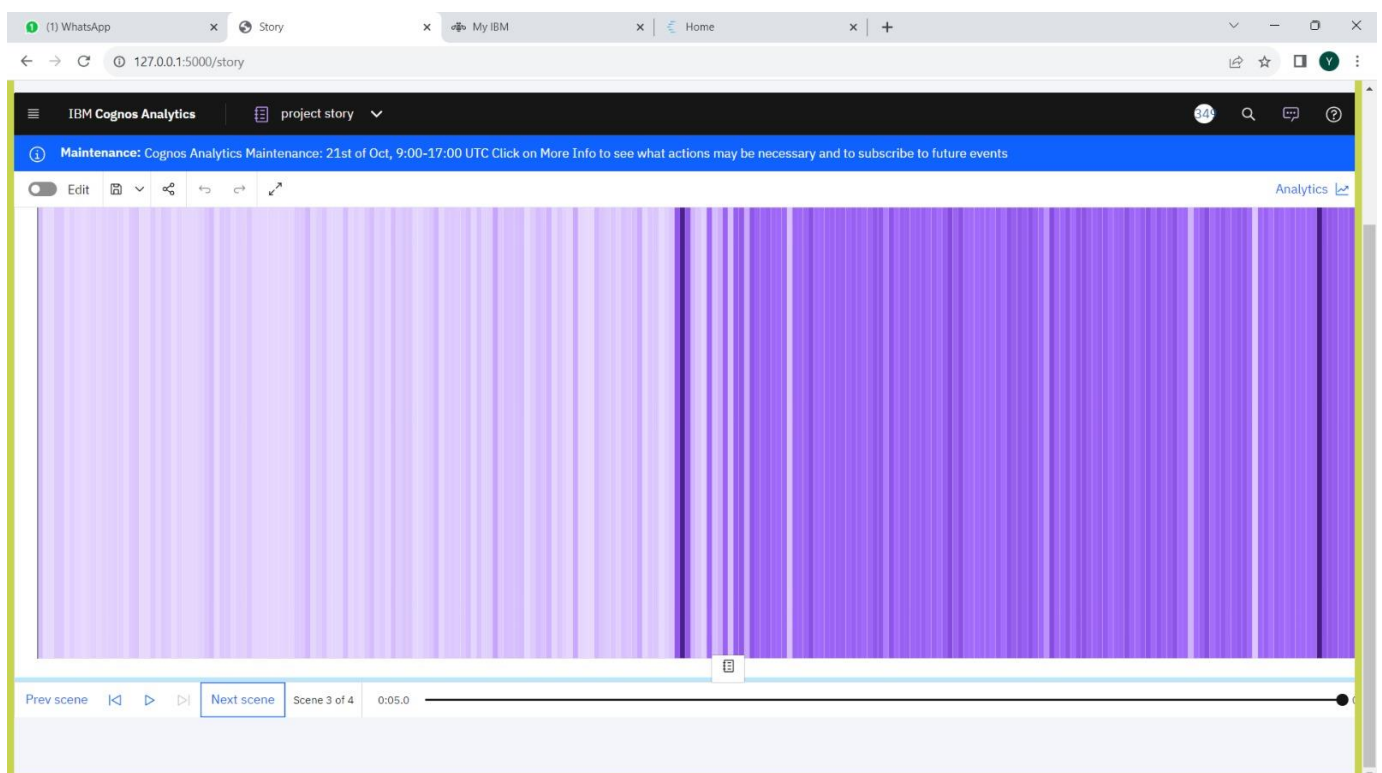 1 (1) WhatsApp Story My IBM Home
127.0.0.1:5000/story Y
IBM Cognos Analytics project story
Maintenance: Cognos Analytics Maintenance: 21st of Oct, 9:00-17:00 UTC Click on More Info to see what actions may be necessary and to subscribe to future events
Edit Analytics
Prev scene Next scene Scene 3 of 4 0:05.0